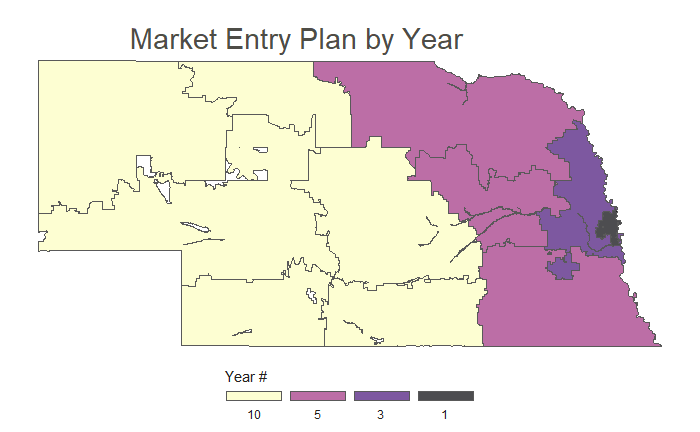 Market Entry Plan by Year
Year #
10 5 3 1